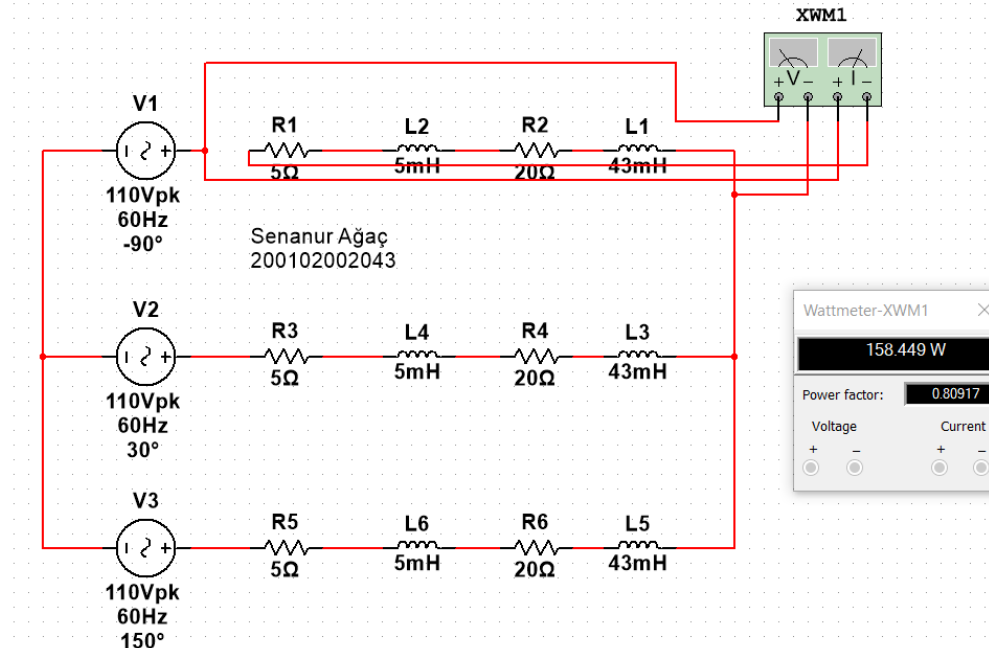 XWM1
V1
110Vpk
60Hz
-90°
R1
5Ω
L2
5mH
R2
20Ω
L1
43mH
+ V - + I -
Senanur Ağaç
200102002043
V2
110Vpk
60Hz
30°
R3
5Ω
L4
5mH
R4
20Ω
L3
43mH
V3
110Vpk
60Hz
150°
R5
5Ω
L6
5mH
R6
20Ω
L5
43mH
Wattmeter-XWM1
158.449 W
Power factor: 0.80917
Voltage Current
+ - + -